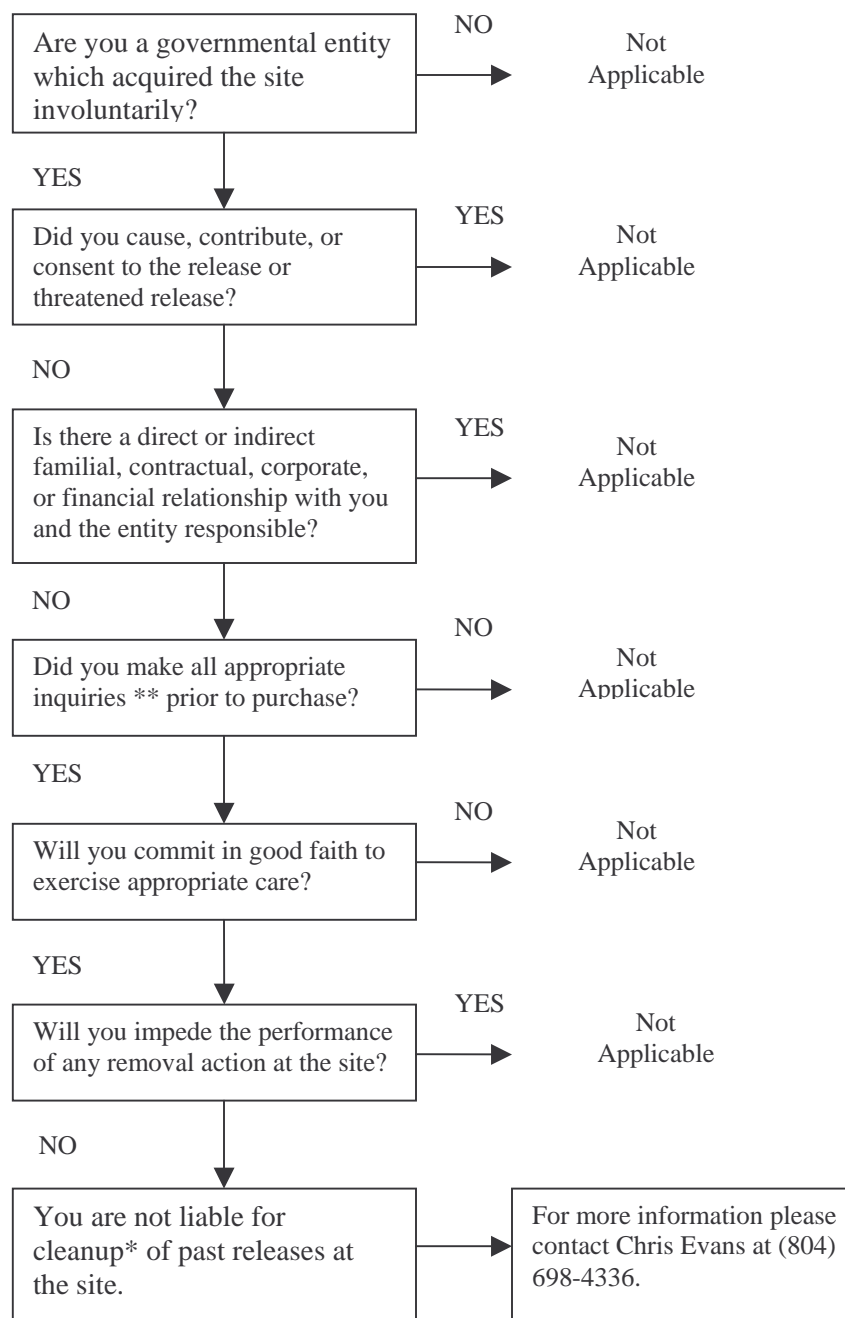 Are you a governmental entity
which acquired the site
involuntarily?
NO
Not
Applicable
YES
Did you cause, contribute, or
consent to the release or
threatened release?
YES
Not
Applicable
NO
Is there a direct or indirect
familial, contractual, corporate,
or financial relationship with you
and the entity responsible?
YES
Not
Applicable
NO
Did you make all appropriate
inquiries ** prior to purchase?
NO
Not
Applicable
YES
Will you commit in good faith to
exercise appropriate care?
NO
Not
Applicable
YES
Will you impede the performance
of any removal action at the site?
YES
Not
Applicable
NO
You are not liable for
cleanup* of past releases at
the site.
For more information please
contact Chris Evans at (804)
698-4336.